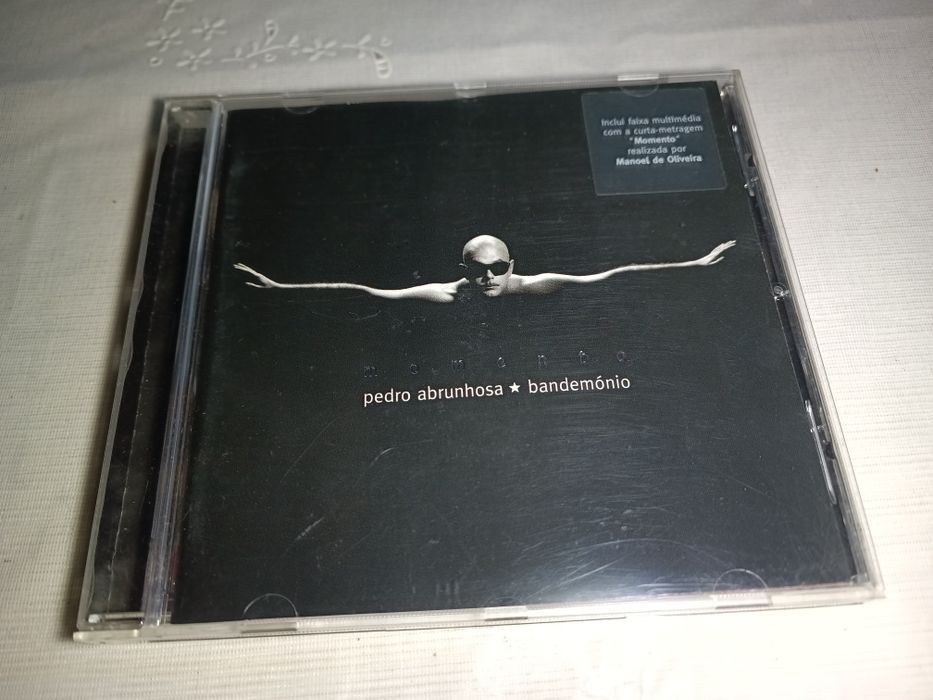 Inclui faixa multimédia
com a curta-metragem
"Momento"
realizada por
Manoel de Oliveira
momento
pedro abrunhosa ★ bandemónio